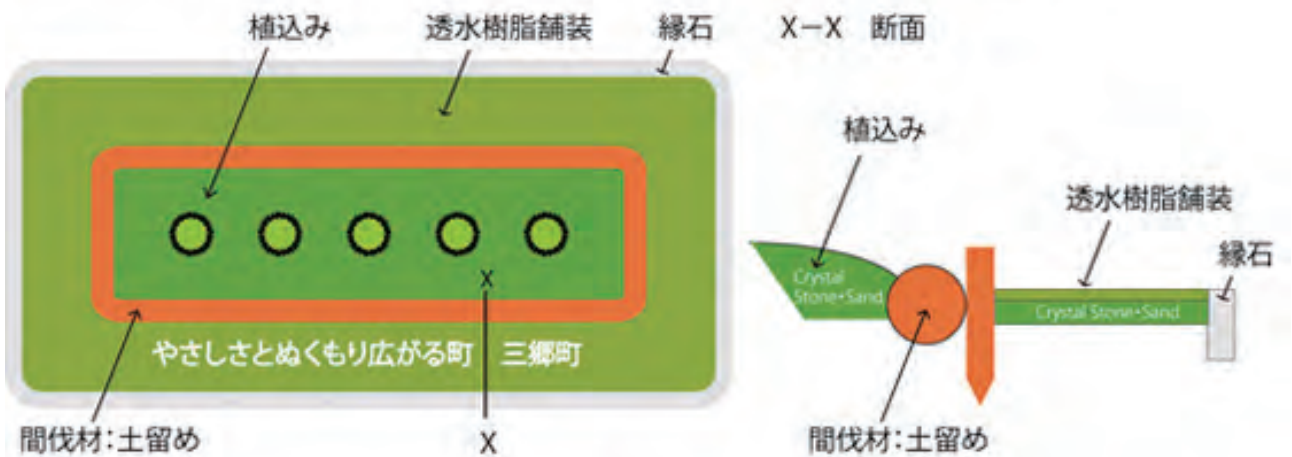 植込み
透水樹脂舗装
縁石
X－X 断面
X
やさしさとぬくもり広がる町 三郷町
間伐材：土留め
X
植込み
透水樹脂舗装
縁石
Crystal
Stone・Sand
Crystal Stone・Sand
間伐材：土留め